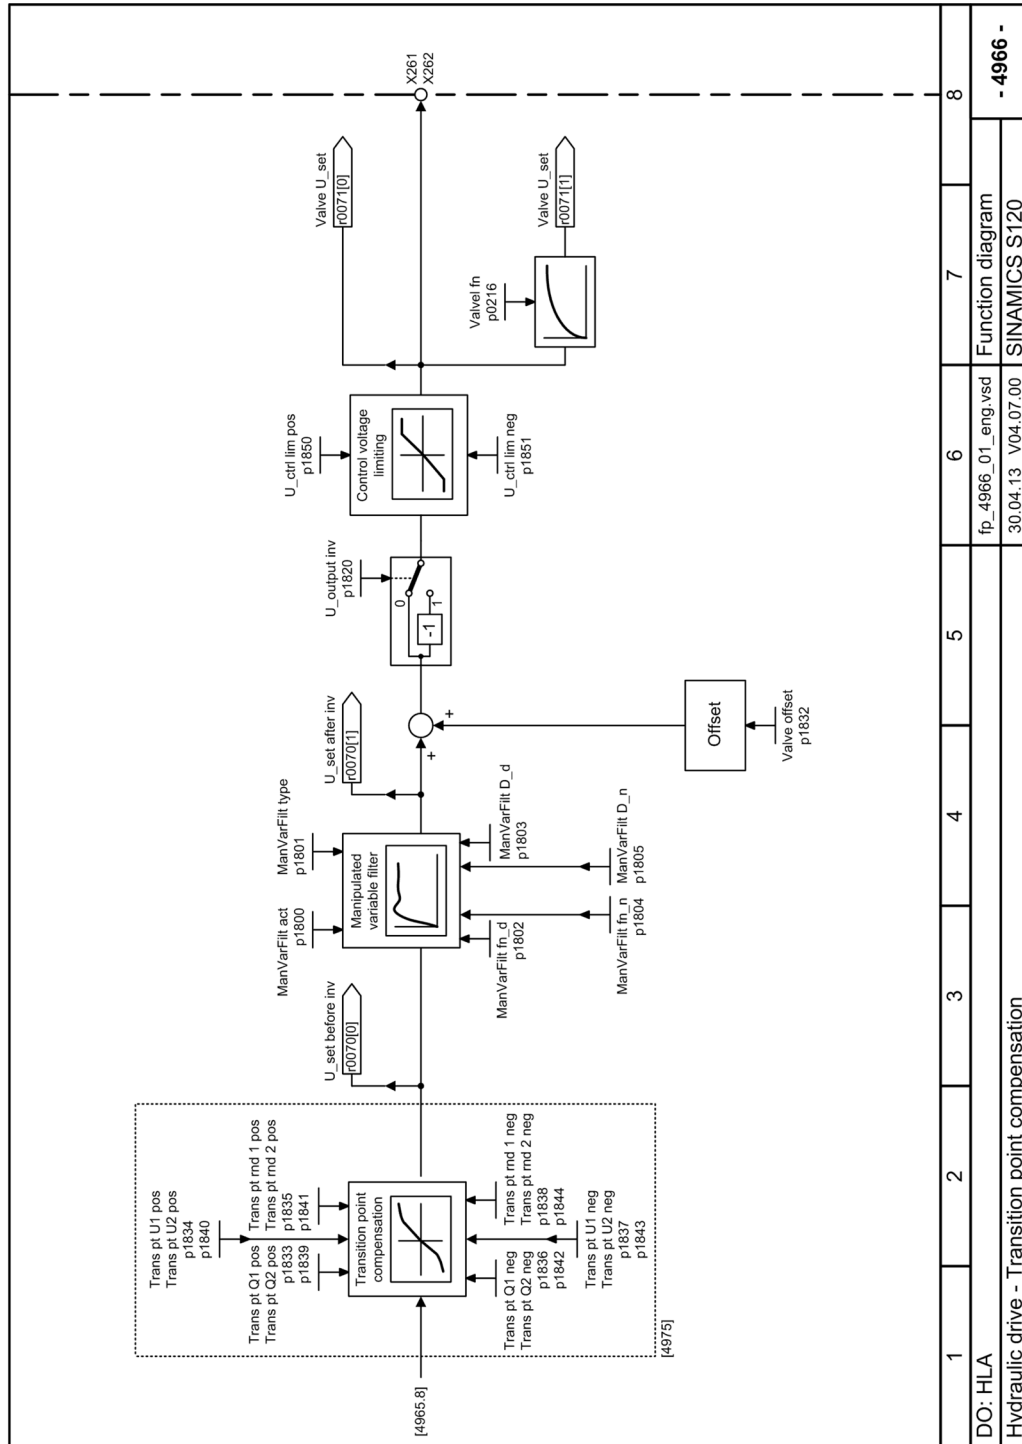 [4965.8]
Trans pt U1 pos
Trans pt U2 pos
p1834
p1840
Trans pt Q1 pos
Trans pt Q2 pos
p1833
p1839
Trans pt rnd 1 pos
Trans pt rnd 2 pos
p1835
p1841
Transition point
compensation
Trans pt Q1 neg
Trans pt Q2 neg
p1836
p1842
Trans pt rnd 1 neg
Trans pt rnd 2 neg
p1838
p1844
Trans pt U1 neg
Trans pt U2 neg
p1837
p1843
[4975]
U_set before inv
r0070[0]
ManVarFilt act
p1800
ManVarFilt type
p1801
Manipulated
variable filter
ManVarFilt fn_d
p1802
ManVarFilt D_d
p1803
ManVarFilt fn_n
p1804
ManVarFilt D_n
p1805
U_set after inv
r0070[1]
+
+
Offset
Valve offset
p1832
U_output inv
p1820
0
-1
1
U_ctrl lim pos
p1850
Control voltage
limiting
U_ctrl lim neg
p1851
Valve U_set
r0071[0]
Valvel fn
p0216
Valve U_set
r0071[1]
X261
X262
1
2
3
4
5
6
7
8
DO: HLA
fp_4966_01_eng.vsd
Function diagram
- 4966 -
Hydraulic drive - Transition point compensation
30.04.13 V04.07.00
SINAMICS S120